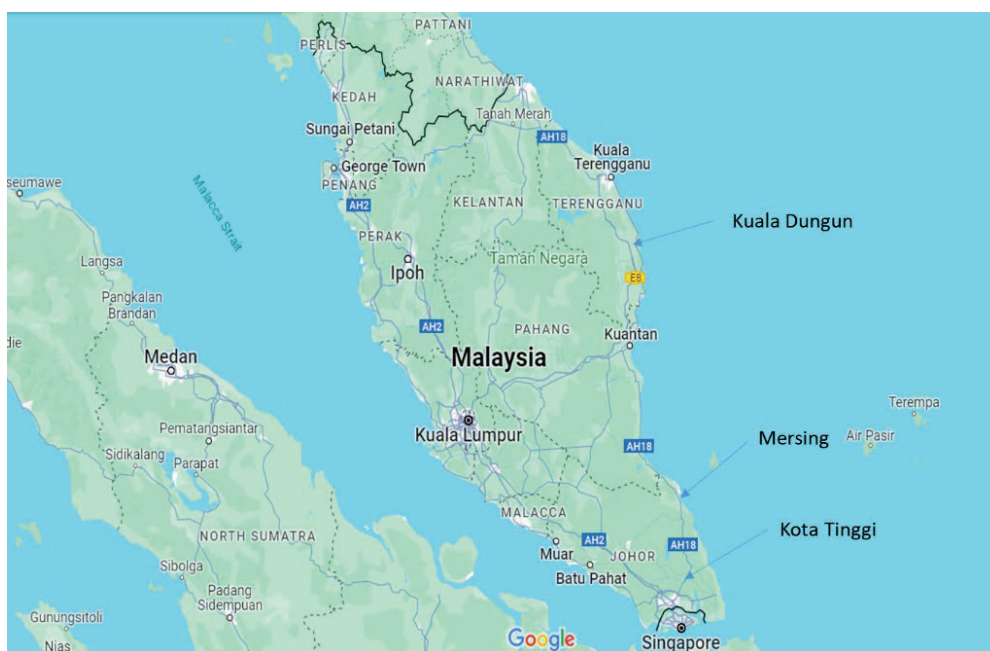 PATTANI
PERLIS
NARATHIWAT
KEDAH
Tanah Merah
Sungai Petani
AH18
Kuala
Terengganu
George Town
PENANG
seumawe
Malacca Strait
AH2
KELANTAN
TERENGGANU
Kuala Dungun
PERAK
Taman Negara
Ipoh
Langsa
E8
Pangkalan
Brandan
AH2
PAHANG
Kuantan
die
Medan
Malaysia
Terempa
Pematangsiantar
Kuala Lumpur
Air Pasir
Mersing
Sidikalang
Parapat
AH18
MALACCA
Kota Tinggi
NORTH SUMATRA
AH2
AH18
Muar
JOHOR
Sibolga
Batu Pahat
Padang
Sidempuan
Gunungsitoli
Nias
Google
Singapore